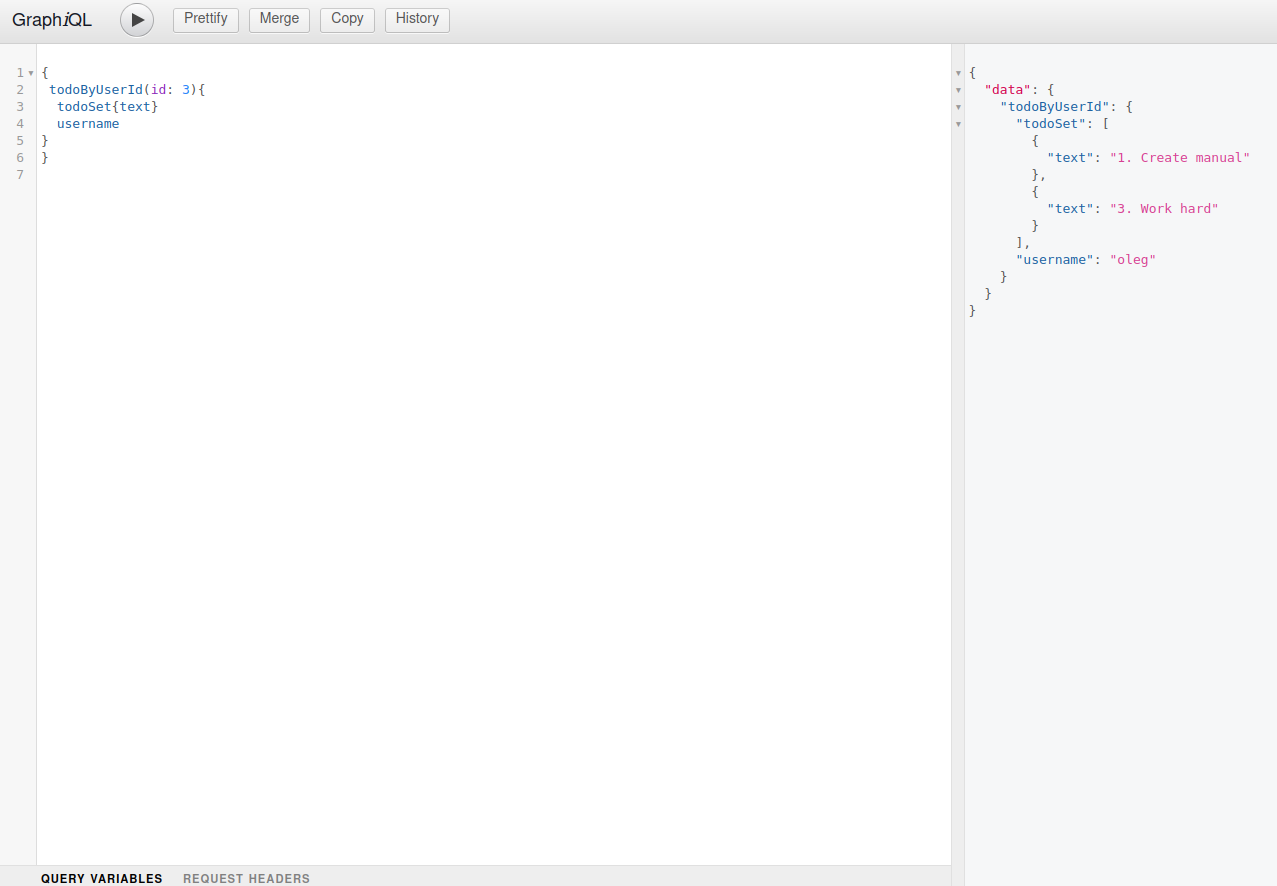 GraphiQL Prettify Merge Copy History
1 {
2 todoByUserId(id: 3){
3 todoSet{text}
4 username
5 }
6 }
7
{
"data": {
"todoByUserId": {
"todoSet": [
{
"text": "1. Create manual"
},
{
"text": "3. Work hard"
}
],
"username": "oleg"
}
}
}
QUERY VARIABLES REQUEST HEADERS